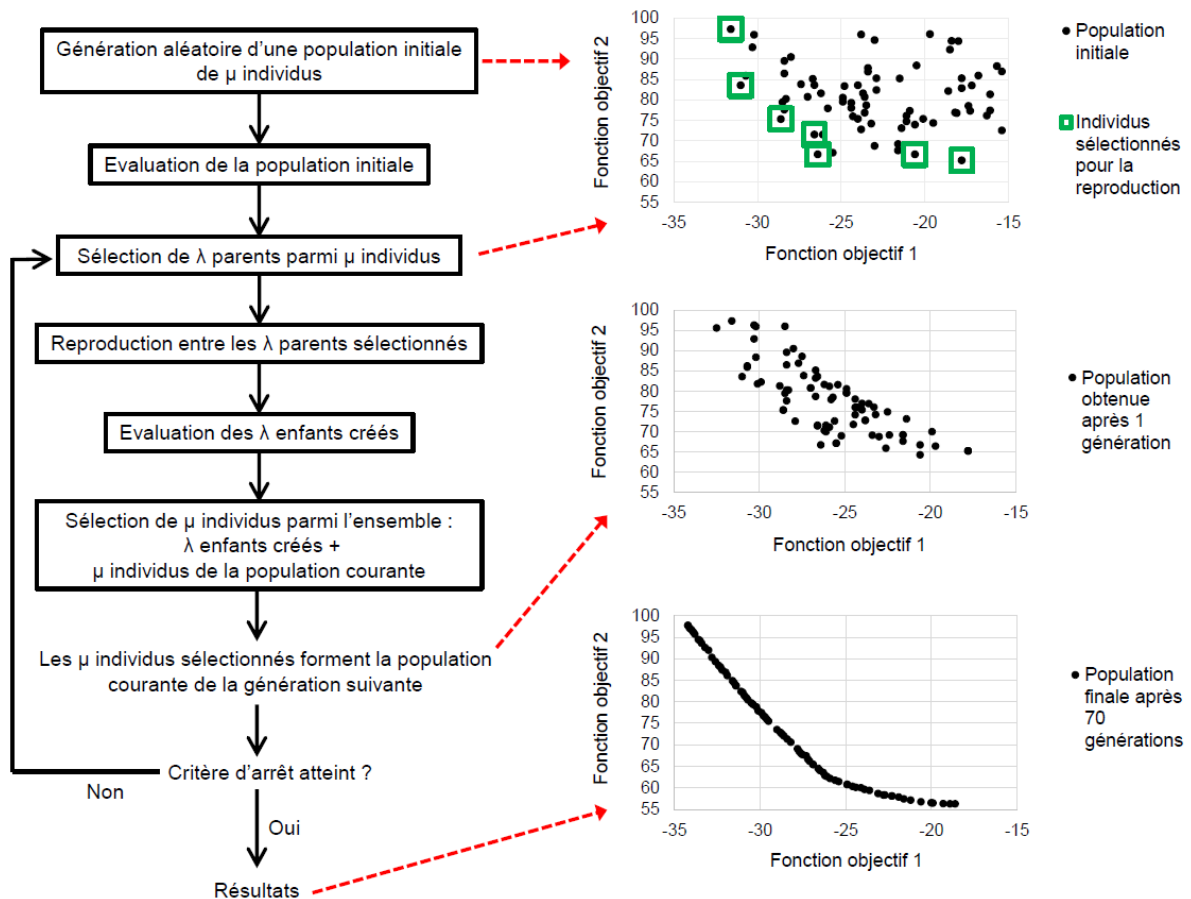 Génération aléatoire d'une population initiale
de μ individus
Evaluation de la population initiale
Sélection de λ parents parmi μ individus
Reproduction entre les λ parents sélectionnés
Evaluation des λ enfants créés
Sélection de μ individus parmi l'ensemble :
λ enfants créés +
μ individus de la population courante
Les μ individus sélectionnés forment la population
courante de la génération suivante
Critère d'arrêt atteint ?
Non
Oui
Résultats
Fonction objectif 2
100
95
90
85
80
75
70
65
60
55
-35
-30
-25
-20
-15
Fonction objectif 1
Population
initiale
Individus
sélectionnés
pour la
reproduction
Fonction objectif 2
100
95
90
85
80
75
70
65
60
55
-35
-30
-25
-20
-15
Fonction objectif 1
Population
obtenue
après 1
génération
Fonction objectif 2
100
95
90
85
80
75
70
65
60
55
-35
-30
-25
-20
-15
Fonction objectif 1
Population
finale après
70
générations